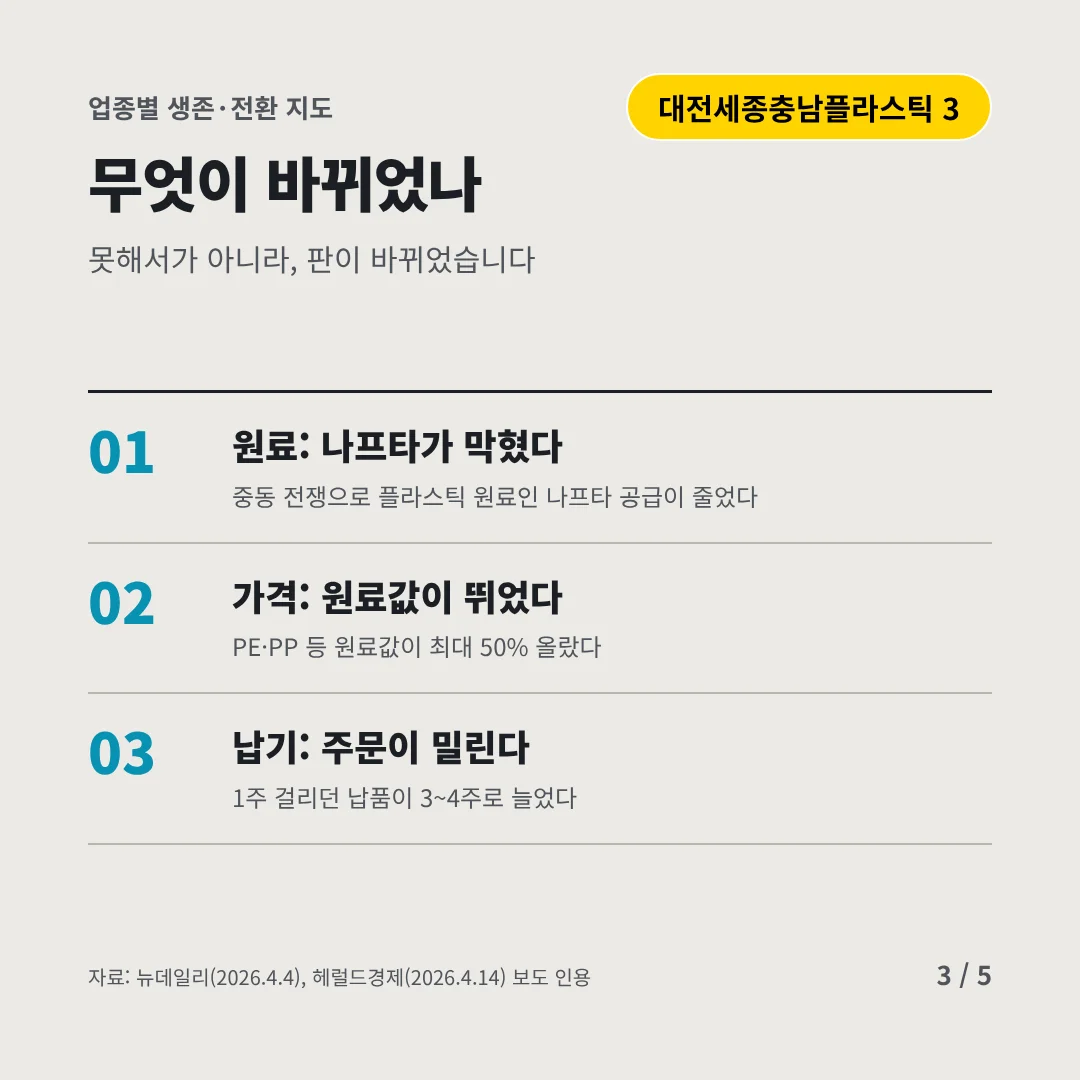 업종별 생존·전환 지도
대전세종충남플라스틱 3
무엇이 바뀌었나
못해서가 아니라, 판이 바뀌었습니다
01
원료: 나프타가 막혔다
중동 전쟁으로 플라스틱 원료인 나프타 공급이 줄었다
02
가격: 원료값이 뛰었다
PE·PP 등 원료값이 최대 50% 올랐다
03
납기: 주문이 밀린다
1주 걸리던 납품이 3~4주로 늘었다
자료: 뉴데일리(2026.4.4), 헤럴드경제(2026.4.14) 보도 인용
3 / 5